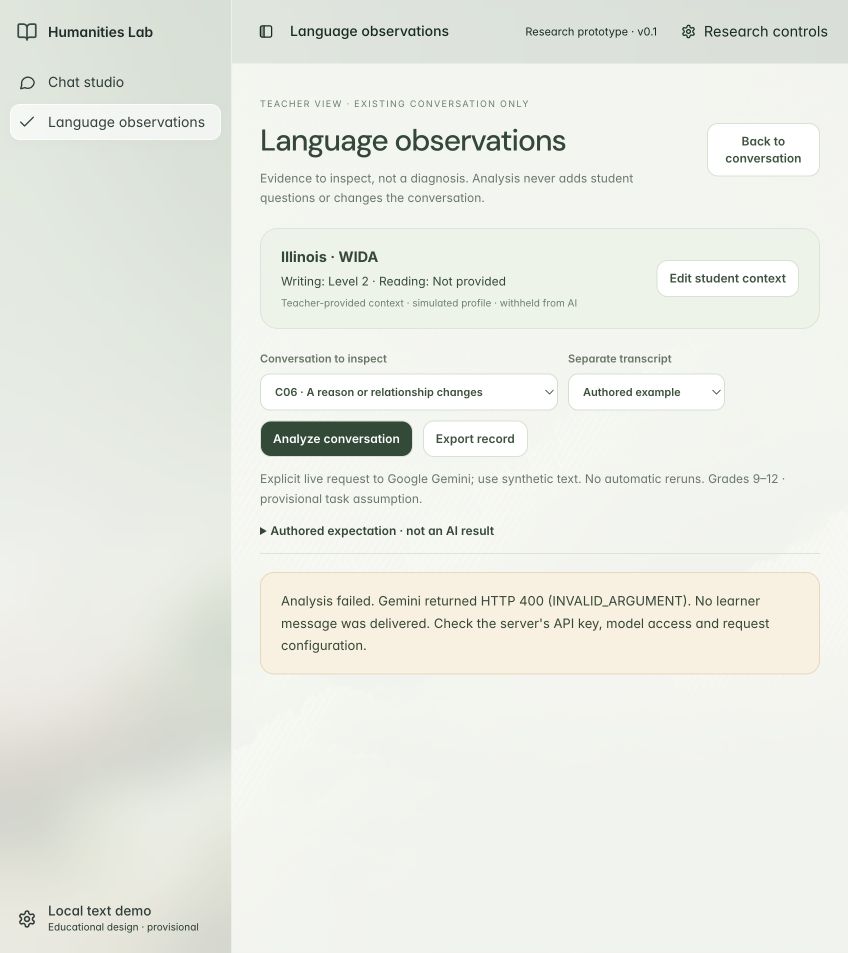 Humanities Lab
Chat studio
Language observations
Language observations
Research prototype · v0.1
Research controls
TEACHER VIEW · EXISTING CONVERSATION ONLY
Language observations
Evidence to inspect, not a diagnosis. Analysis never adds student
questions or changes the conversation.
Back to
conversation
Illinois · WIDA
Writing: Level 2 · Reading: Not provided
Teacher-provided context · simulated profile · withheld from AI
Edit student context
Conversation to inspect
Separate transcript
C06 · A reason or relationship changes
Authored example
Analyze conversation
Export record
Explicit live request to Google Gemini; use synthetic text. No automatic reruns. Grades 9–12 ·
provisional task assumption.
Authored expectation · not an AI result
Analysis failed. Gemini returned HTTP 400 (INVALID_ARGUMENT). No learner
message was delivered. Check the server's API key, model access and request
configuration.
Local text demo
Educational design · provisional